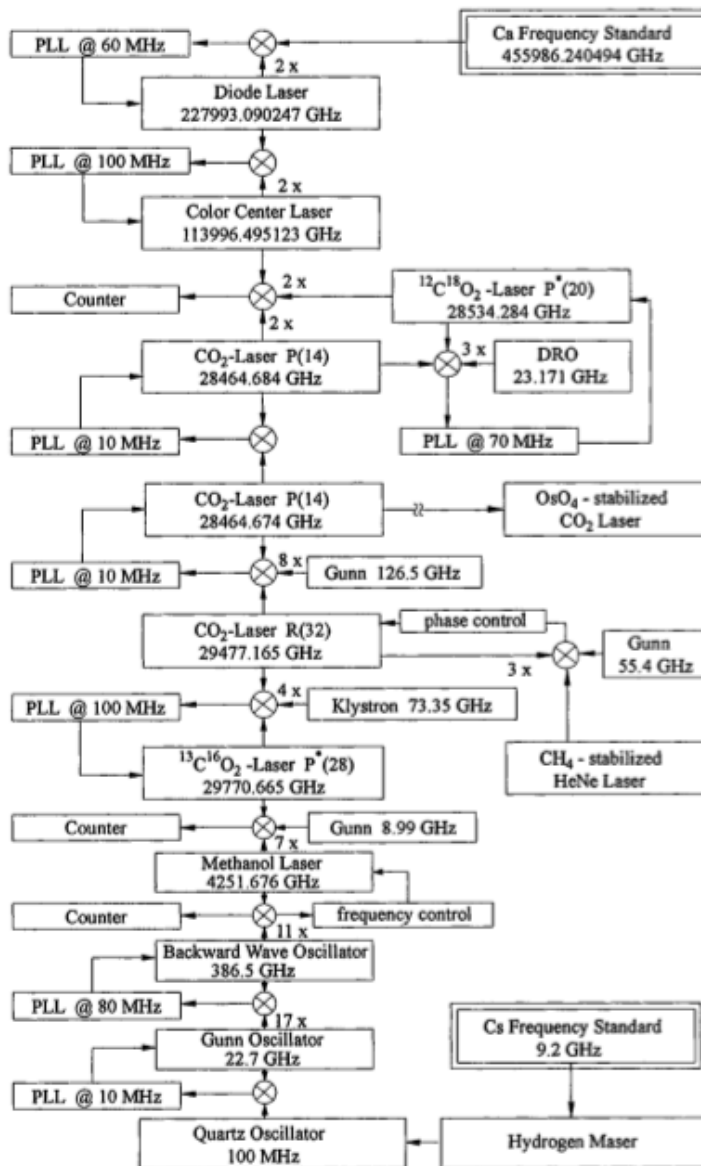 PLL @ 60 MHz
Ca Frequency Standard
455986.240494 GHz
2 x
Diode Laser
227993.090247 GHz
PLL @ 100 MHz
2 x
Color Center Laser
113996.495123 GHz
Counter
2 x
2 x
12C18O2 -Laser P*(20)
28534.284 GHz
CO2-Laser P(14)
28464.684 GHz
3 x
DRO
23.171 GHz
PLL @ 10 MHz
PLL @ 70 MHz
CO2-Laser P(14)
28464.674 GHz
OsO4 - stabilized
CO2 Laser
PLL @ 10 MHz
8 x
Gunn 126.5 GHz
CO2-Laser R(32)
29477.165 GHz
phase control
3 x
Gunn
55.4 GHz
PLL @ 100 MHz
4 x
Klystron 73.35 GHz
CH4 - stabilized
HeNe Laser
13C16O2 -Laser P*(28)
29770.665 GHz
Counter
7 x
Gunn 8.99 GHz
Methanol Laser
4251.676 GHz
Counter
11 x
frequency control
Backward Wave Oscillator
386.5 GHz
PLL @ 80 MHz
17 x
Gunn Oscillator
22.7 GHz
Cs Frequency Standard
9.2 GHz
PLL @ 10 MHz
Quartz Oscillator
100 MHz
Hydrogen Maser